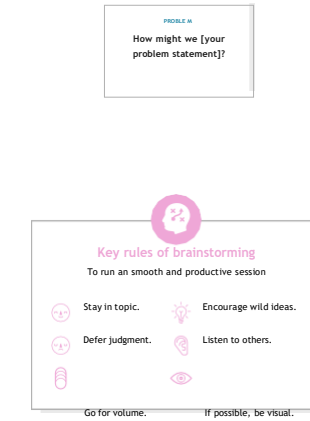 PROBLE M
How might we [your
problem statement]?
Key rules of brainstorming
To run an smooth and productive session
Stay in topic.
Encourage wild ideas.
Defer judgment.
Listen to others.
Go for volume.
If possible, be visual.